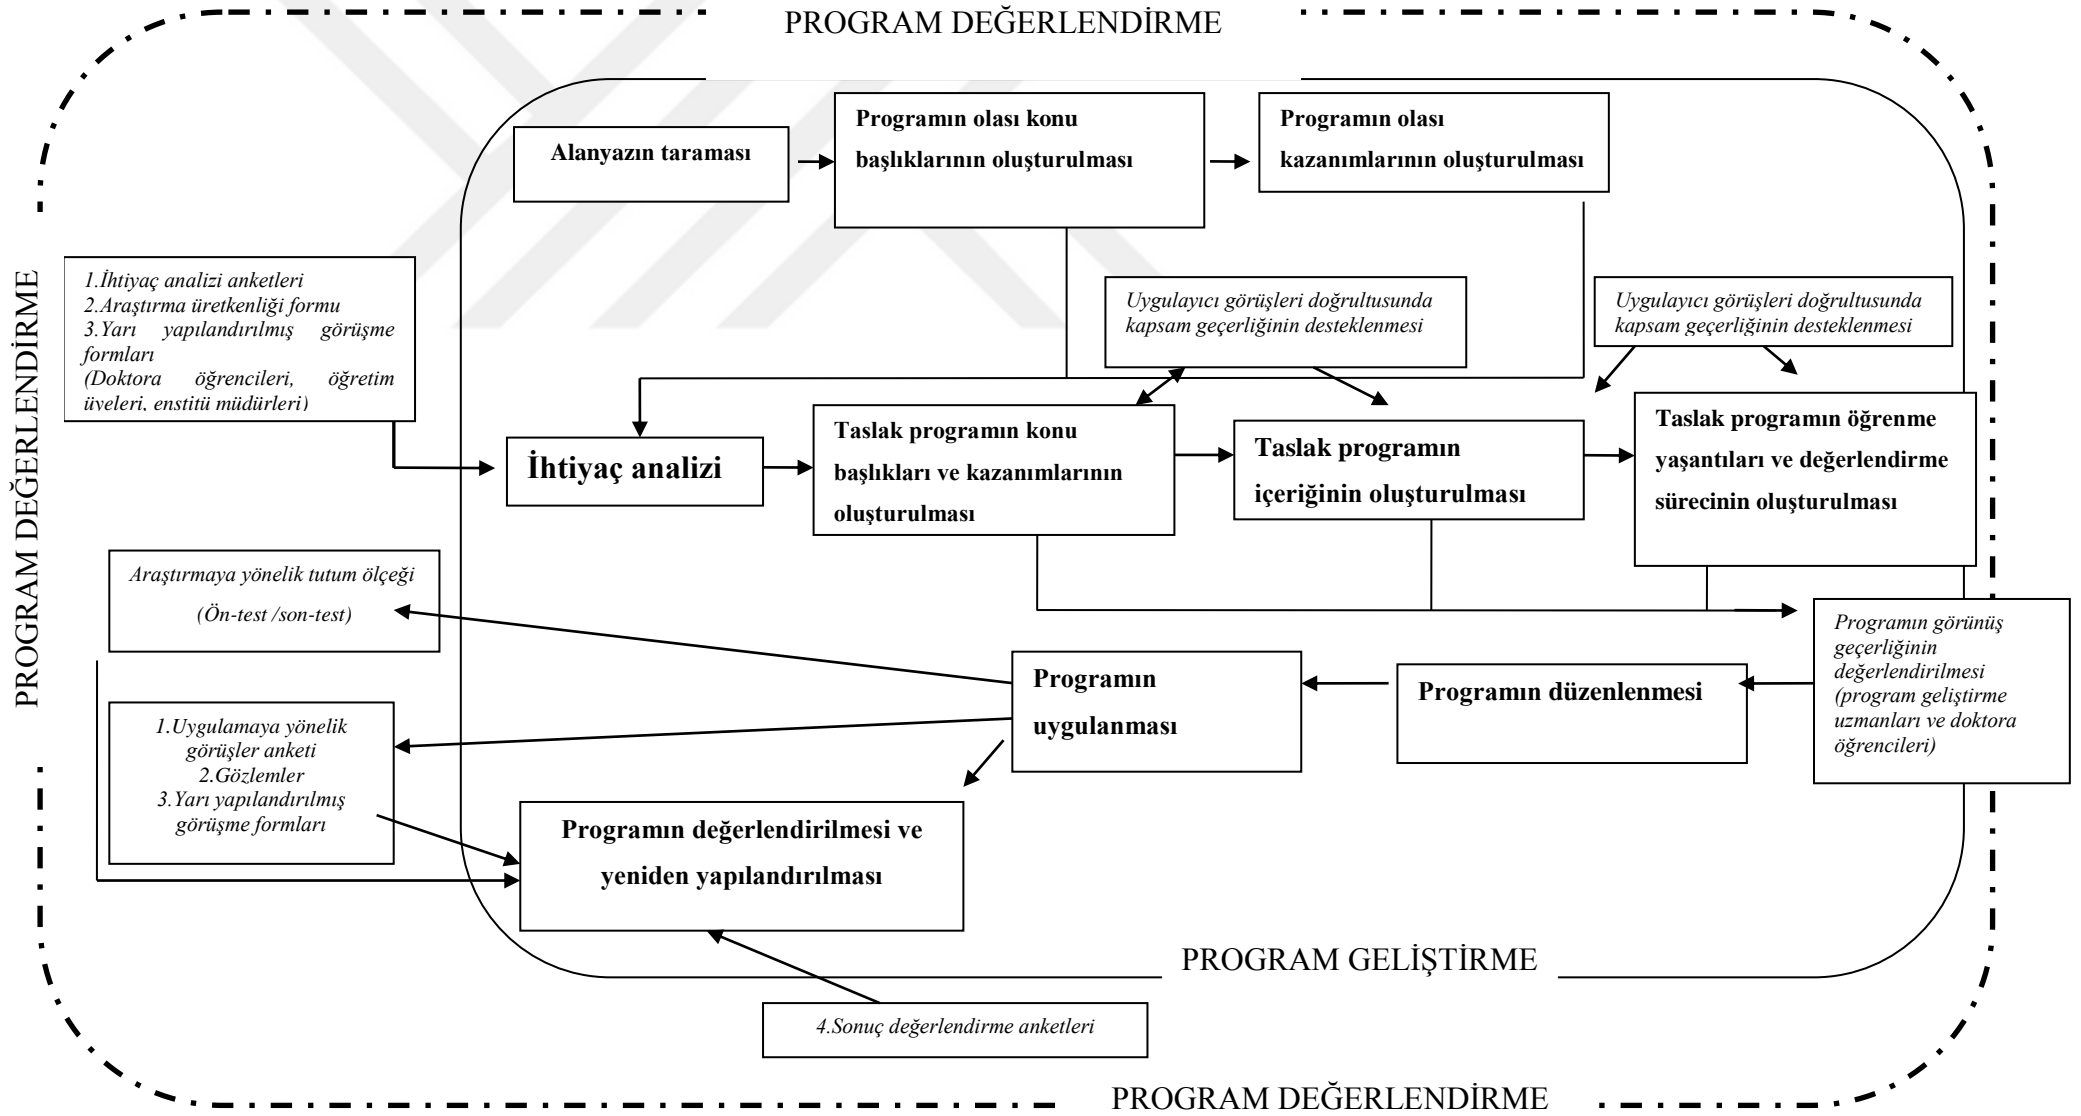 PROGRAM DEĞERLENDİRME
Alanyazın taraması
Programın olası konu
başlıklarının oluşturulması
Programın olası
kazanımlarının oluşturulması
PROGRAM DEĞERLENDİRME
1.İhtiyaç analizi anketleri
2.Araştırma üretkenliği formu
3.Yarı yapılandırılmış görüşme
formları
(Doktora öğrencileri, öğretim
üyeleri, enstitü müdürleri)
Uygulayıcı görüşleri doğrultusunda
kapsam geçerliğinin desteklenmesi
Uygulayıcı görüşleri doğrultusunda
kapsam geçerliğinin desteklenmesi
İhtiyaç analizi
Taslak programın konu
başlıkları ve kazanımlarının
oluşturulması
Taslak programın
içeriğinin oluşturulması
Taslak programın öğrenme
yaşantıları ve değerlendirme
sürecinin oluşturulması
Araştırmaya yönelik tutum ölçeği
(Ön-test /son-test)
Programın görünüş
geçerliğinin
değerlendirilmesi
(program geliştirme
uzmanları ve doktora
öğrencileri)
Programın düzenlenmesi
Programın
uygulanması
1.Uygulamaya yönelik
görüşler anketi
2.Gözlemler
3.Yarı yapılandırılmış
görüşme formları
Programın değerlendirilmesi ve
yeniden yapılandırılması
PROGRAM GELİŞTİRME
4.Sonuç değerlendirme anketleri
PROGRAM DEĞERLENDİRME